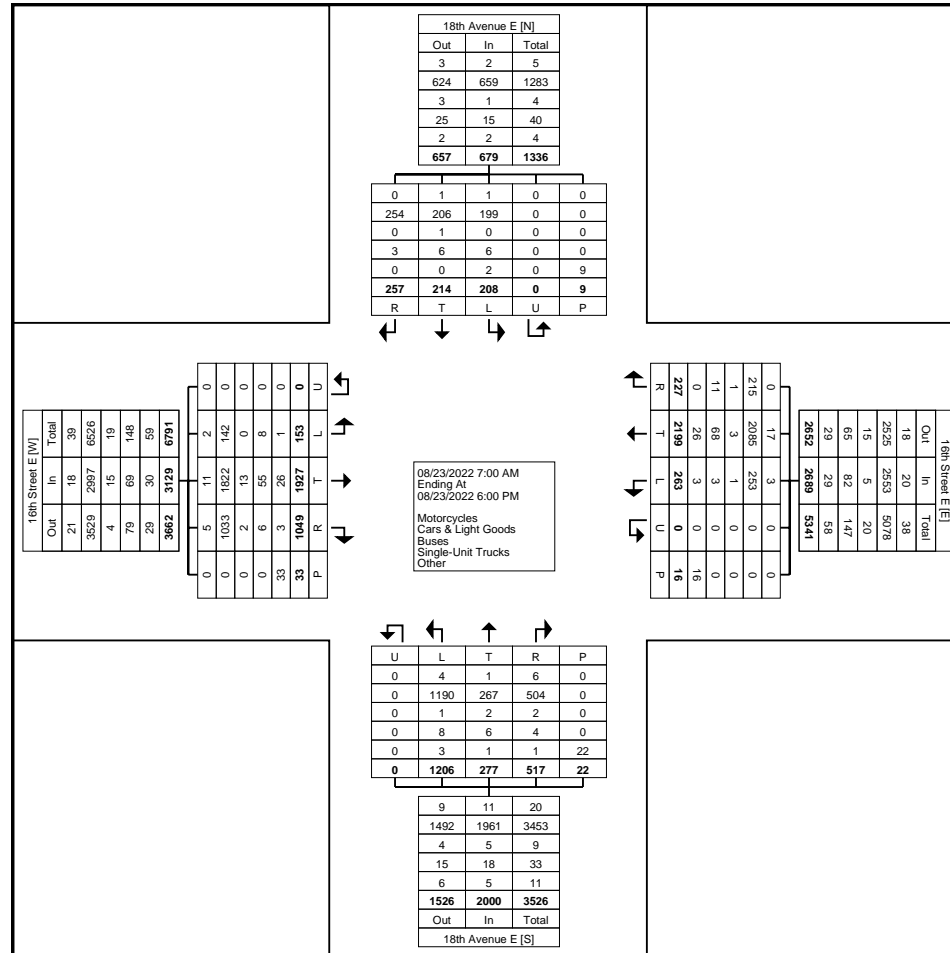 18th Avenue E [N]
Out In Total
3 2 5
624 659 1283
3 1 4
25 15 40
2 2 4
657 679 1336
0 1 1 0 0
254 206 199 0 0
0 1 0 0 0
3 6 6 0 0
0 0 2 0 9
257 214 208 0 9
R T L U P
16th Street E [W]
Out In Total
21 18 39
3529 2997 6526
4 15 19
79 69 148
29 30 59
3662 3129 6791
0 5 11 2 0
0 1033 1822 142 0
0 2 13 0 0
0 6 55 8 0
33 3 26 1 0
33 1049 1927 153 0
P R T L U
08/23/2022 7:00 AM
Ending At
08/23/2022 6:00 PM
Motorcycles
Cars & Light Goods
Buses
Single-Unit Trucks
Other
16th Street E [E]
Out In Total
18 20 38
2525 2553 5078
15 5 20
65 82 147
29 29 58
2652 2689 5341
0 17 3 0 0
215 2085 253 0 0
1 3 1 0 0
11 68 3 0 0
0 26 3 0 16
227 2199 263 0 16
R T L U P
U L T R P
0 4 1 6 0
0 1190 267 504 0
0 1 2 2 0
0 8 6 4 0
0 3 1 1 22
0 1206 277 517 22
9 11 20
1492 1961 3453
4 5 9
15 18 33
6 5 11
1526 2000 3526
Out In Total
18th Avenue E [S]